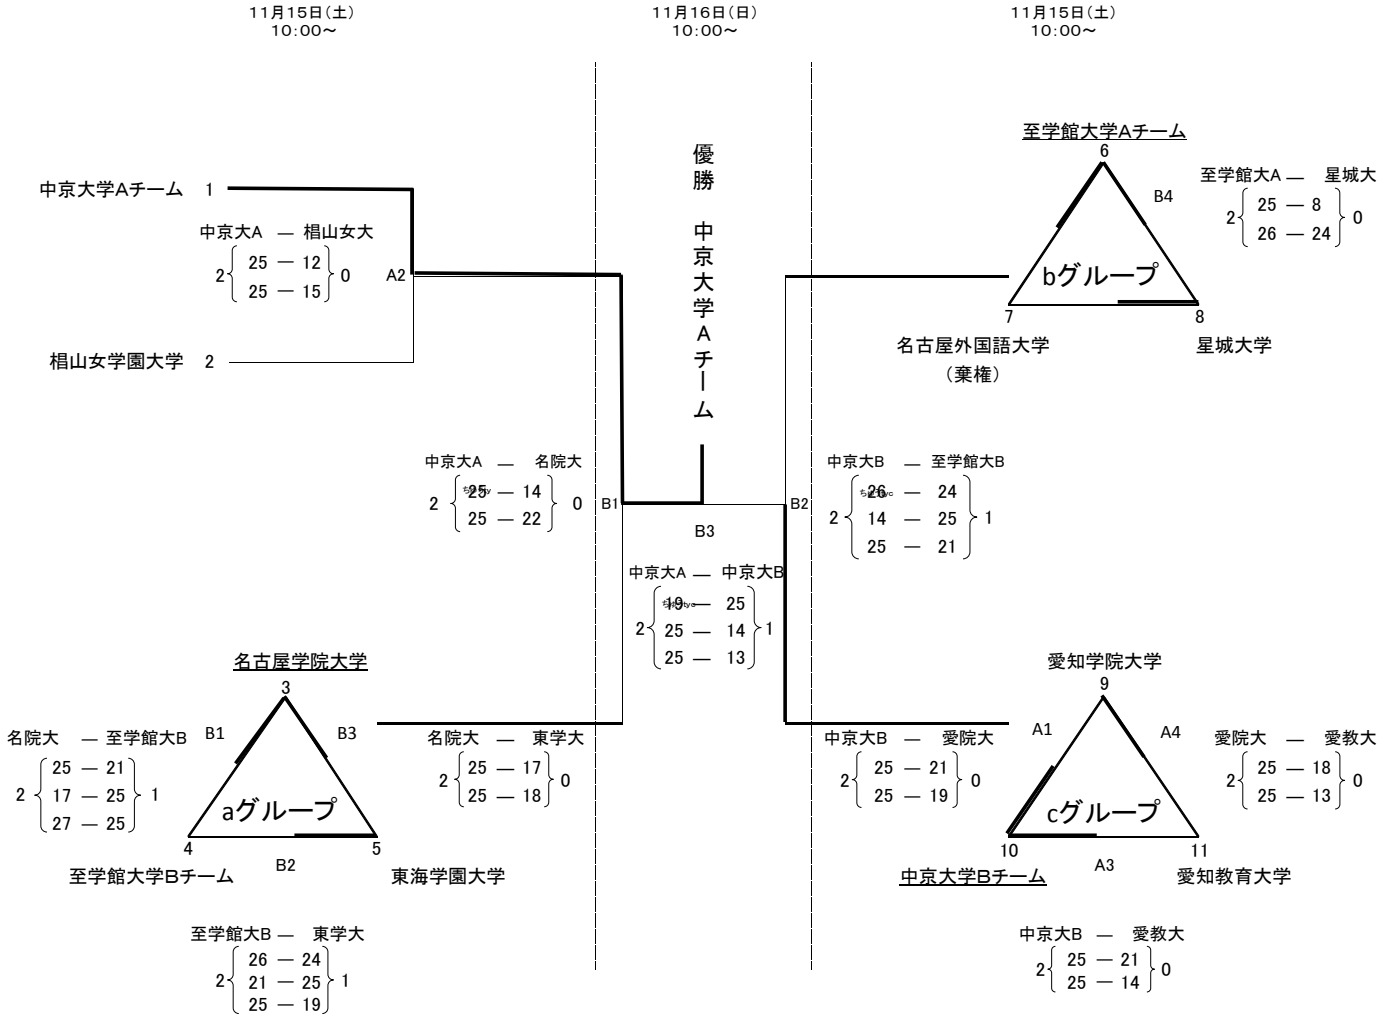 11月15日(土)
10:00~
11月16日(日)
10:00~
11月15日(土)
10:00~
優勝 中京大学Aチーム
中京大学Aチーム 1
中京大A — 椙山女大
2 25 — 12 0
25 — 15
A2
椙山女学園大学 2
至学館大学Aチーム
6
B4
至学館大A — 星城大
2 25 — 8 0
26 — 24
bグループ
7
8
名古屋外国語大学
(棄権)
星城大学
中京大A — 名院大
2 25 — 14 0
25 — 22
B1
B2
中京大B — 至学館大B
26 — 24
2 14 — 25 1
25 — 21
B3
中京大A — 中京大B
19 — 25
2 25 — 14 1
25 — 13
名古屋学院大学
3
B1
B3
名院大 — 至学館大B
25 — 21
2 17 — 25 1
27 — 25
aグループ
4
5
B2
至学館大学Bチーム
東海学園大学
名院大 — 東学大
2 25 — 17 0
25 — 18
至学館大B — 東学大
26 — 24
2 21 — 25 1
25 — 19
愛知学院大学
9
A1
A4
中京大B — 愛院大
2 25 — 21 0
25 — 19
愛院大 — 愛教大
2 25 — 18 0
25 — 13
cグループ
10
11
A3
中京大学Bチーム
愛知教育大学
中京大B — 愛教大
2 25 — 21 0
25 — 14